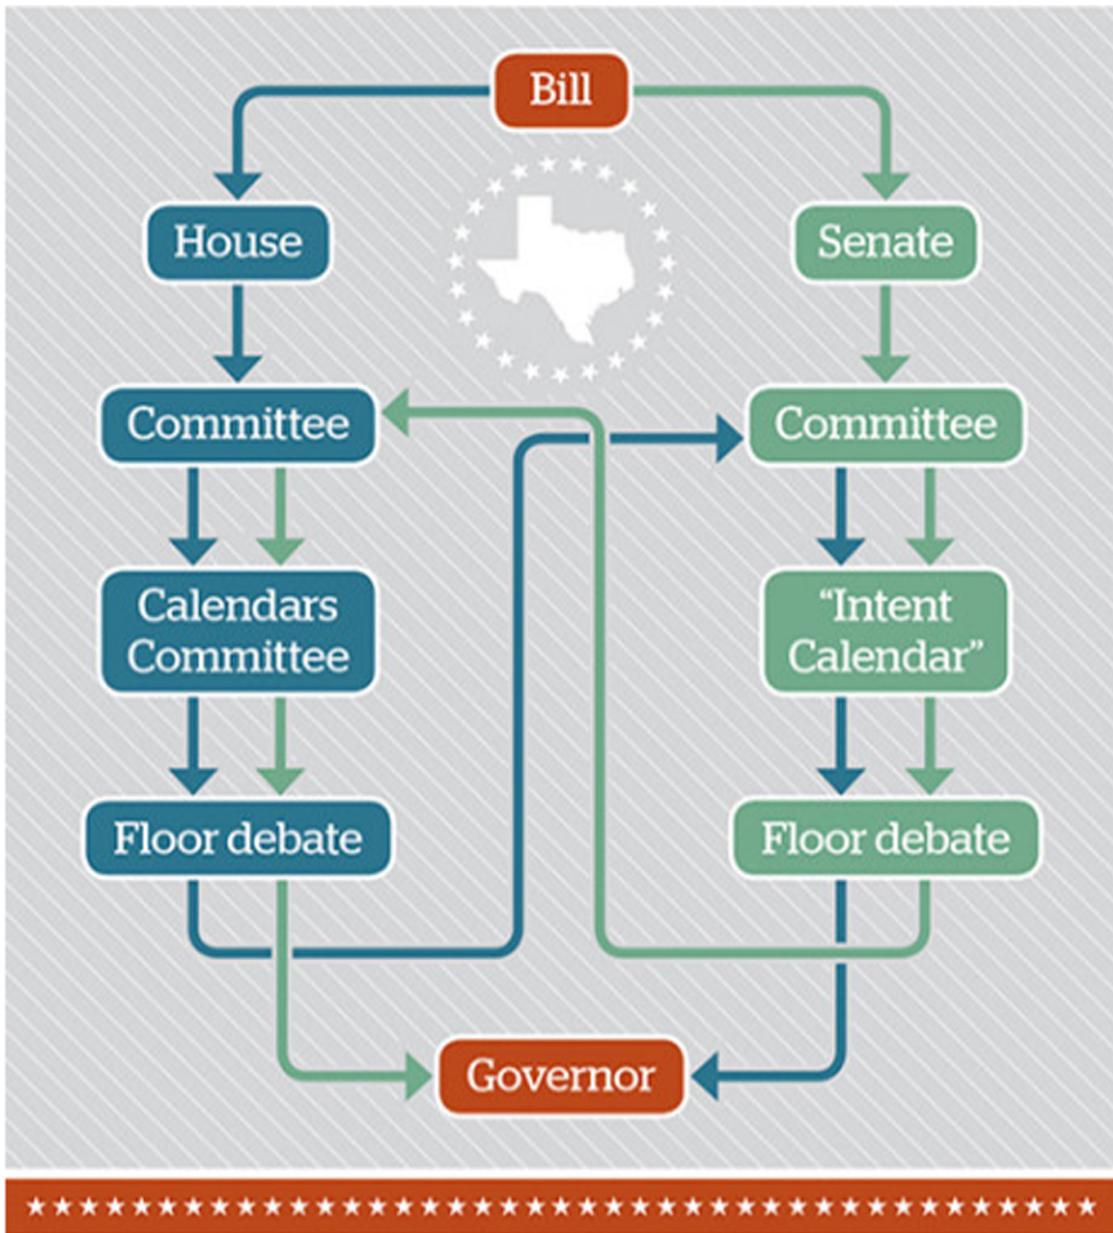 Bill
House
Senate
Committee
Committee
Calendars
Committee
“Intent
Calendar”
Floor debate
Floor debate
Governor